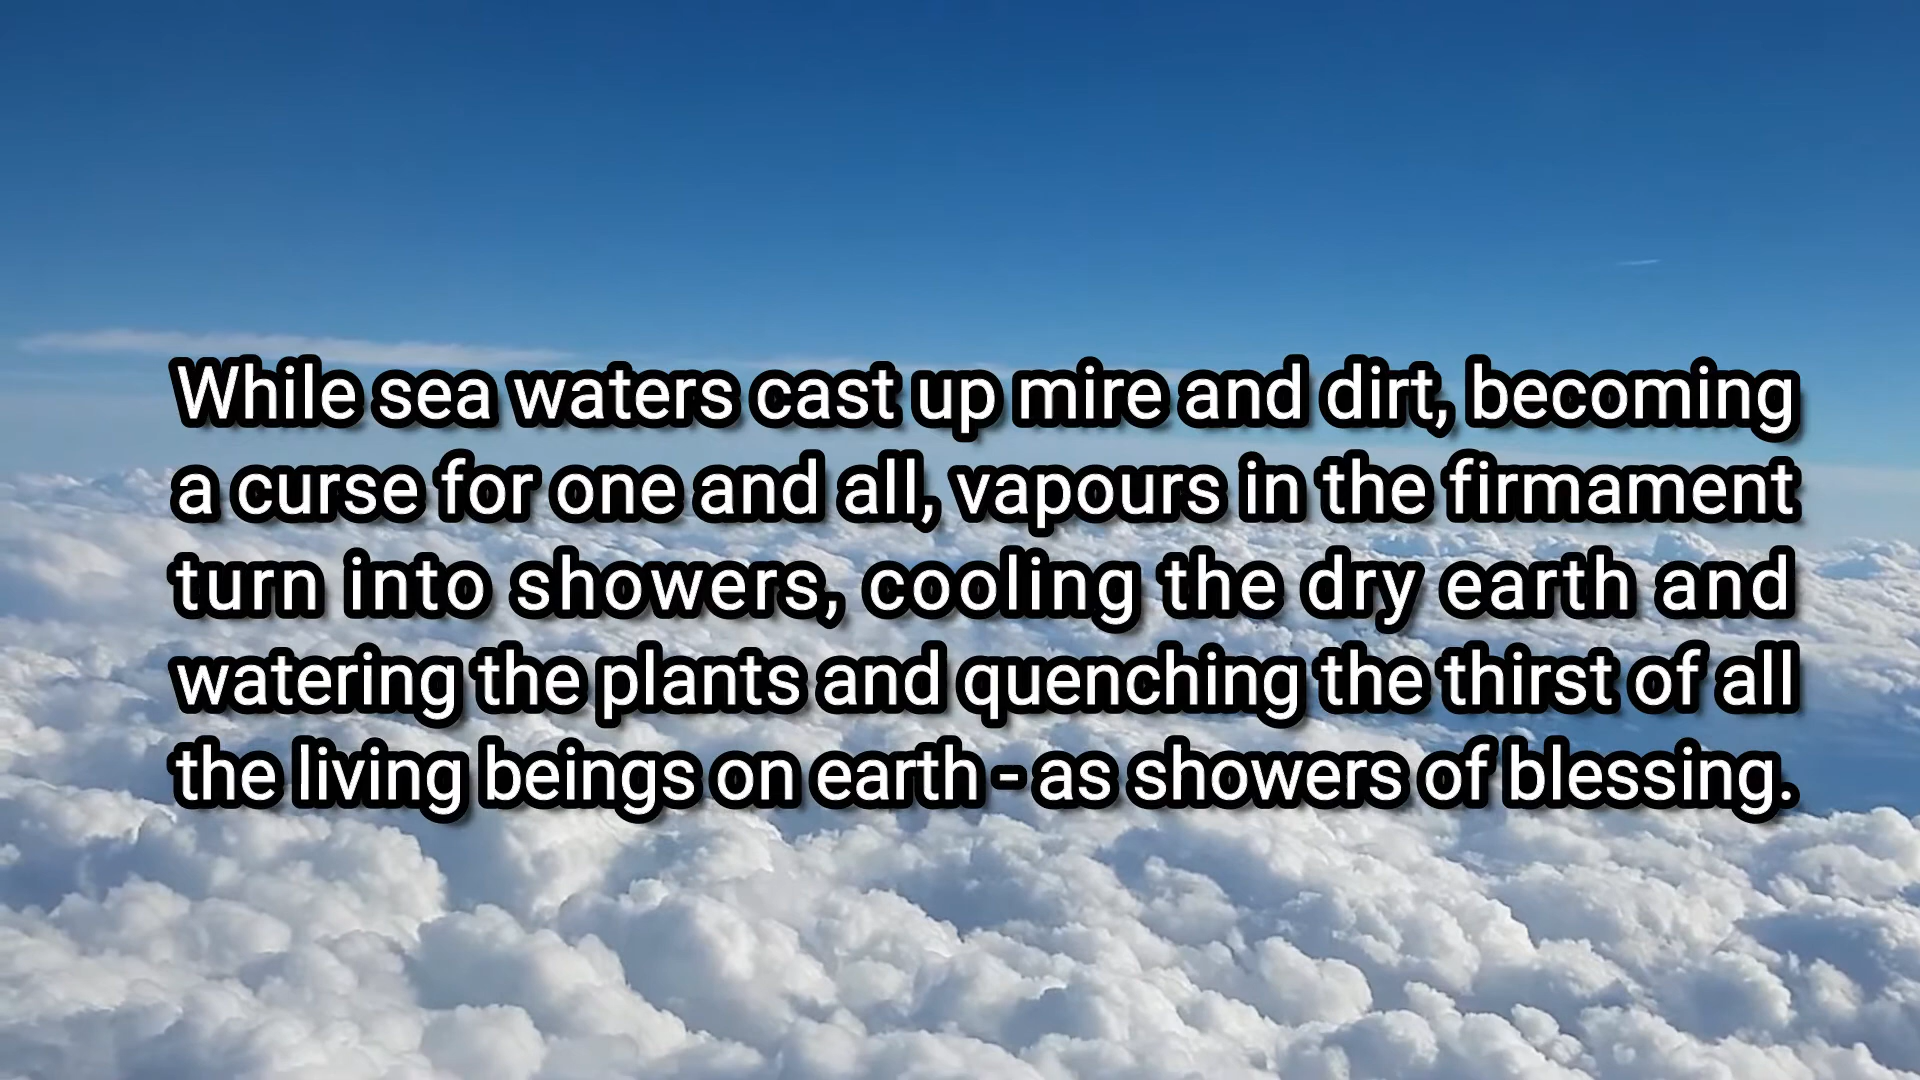 While sea waters cast up mire and dirt, becoming
a curse for one and all, vapours in the firmament
turn into showers, cooling the dry earth and
watering the plants and quenching the thirst of all
the living beings on earth - as showers of blessing.